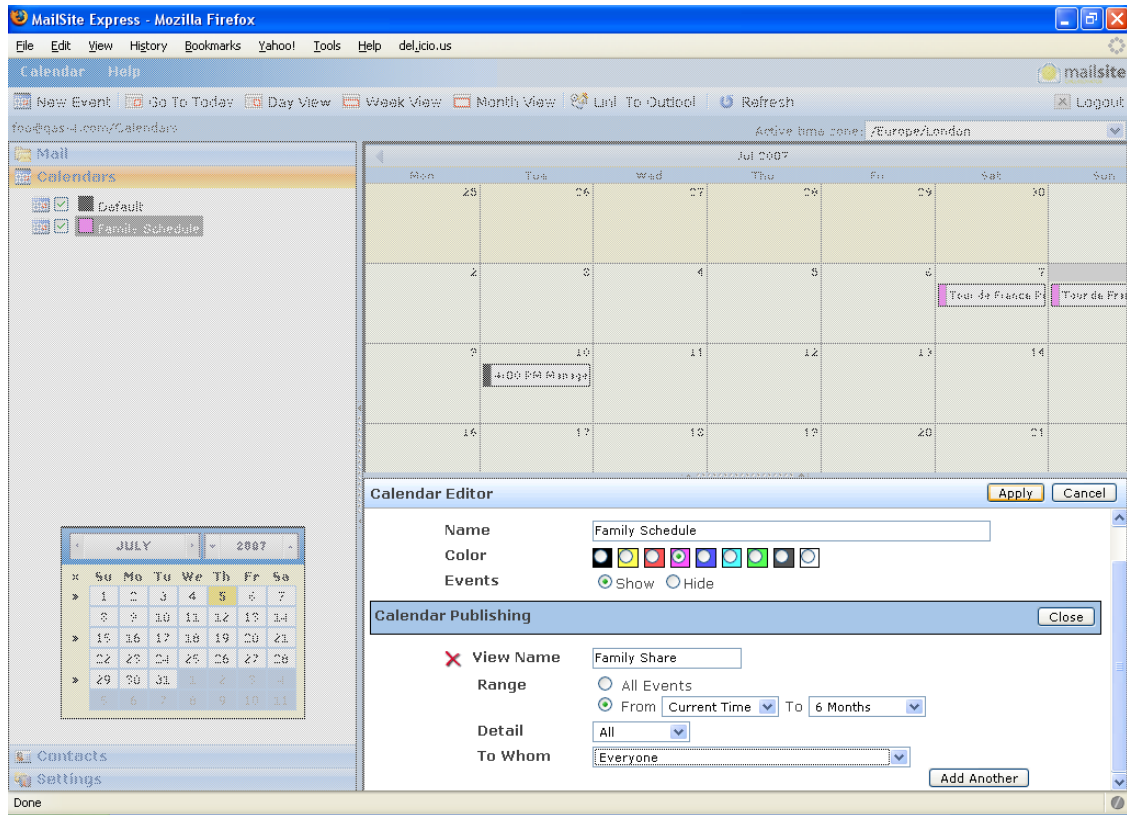 MailSite Express - Mozilla Firefox
File Edit View History Bookmarks Yahoo! Tools Help del.icio.us
Calendar Help mailsite
New Event Go To Today Day View Week View Month View Link To Outlook Refresh Logout
foo@qas-4.com/Calendars Active time zone: /Europe/London
Mail
Calendars
Default
Family Schedule
Jul 2007
Mon Tue Wed Thu Fri Sat Sun
25 26 27 28 29 30
2 3 4 5 6 7
Tour de France Tour de Fra
9 10 11 12 13 14
4:00 PM Manage
16 17 18 19 20 21
Calendar Editor Apply Cancel
Name Family Schedule
Color
Events Show Hide
Calendar Publishing Close
View Name Family Share
Range All Events
From Current Time To 6 Months
Detail All
To Whom Everyone
Add Another
JULY 2007
x Su Mo Tu We Th Fr Sa
» 1 2 3 4 5 6 7
8 9 10 11 12 13 14
» 15 16 17 18 19 20 21
22 23 24 25 26 27 28
» 29 30 31 1 2 3 4
5 6 7 8 9 10 11
Contacts
Settings
Done